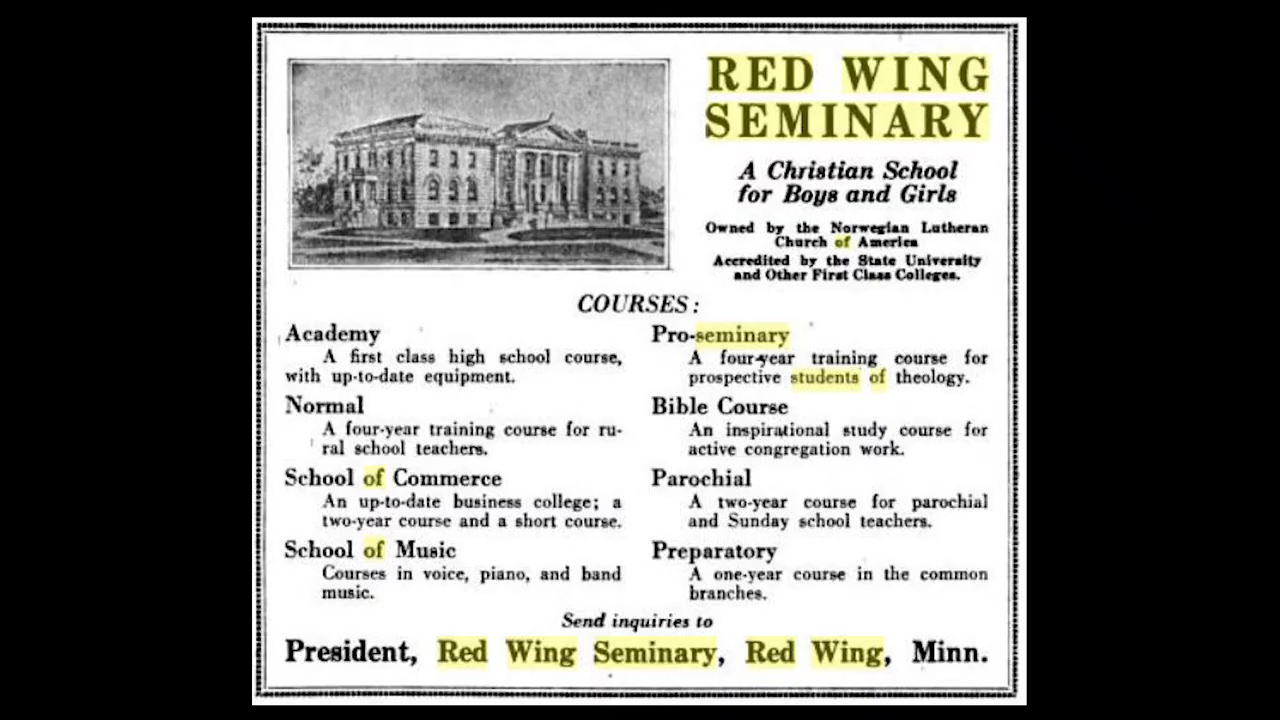 RED WING
SEMINARY
A Christian School
for Boys and Girls
Owned by the Norwegian Lutheran
Church of America
Accredited by the State University
and Other First Class Colleges.
COURSES:
Academy
A first class high school course,
with up-to-date equipment.
Normal
A four-year training course for ru-
ral school teachers.
School of Commerce
An up-to-date business college; a
two-year course and a short course.
School of Music
Courses in voice, piano, and band
music.
Pro-seminary
A four-year training course for
prospective students of theology.
Bible Course
An inspirational study course for
active congregation work.
Parochial
A two-year course for parochial
and Sunday school teachers.
Preparatory
A one-year course in the common
branches.
Send inquiries to
President, Red Wing Seminary, Red Wing, Minn.